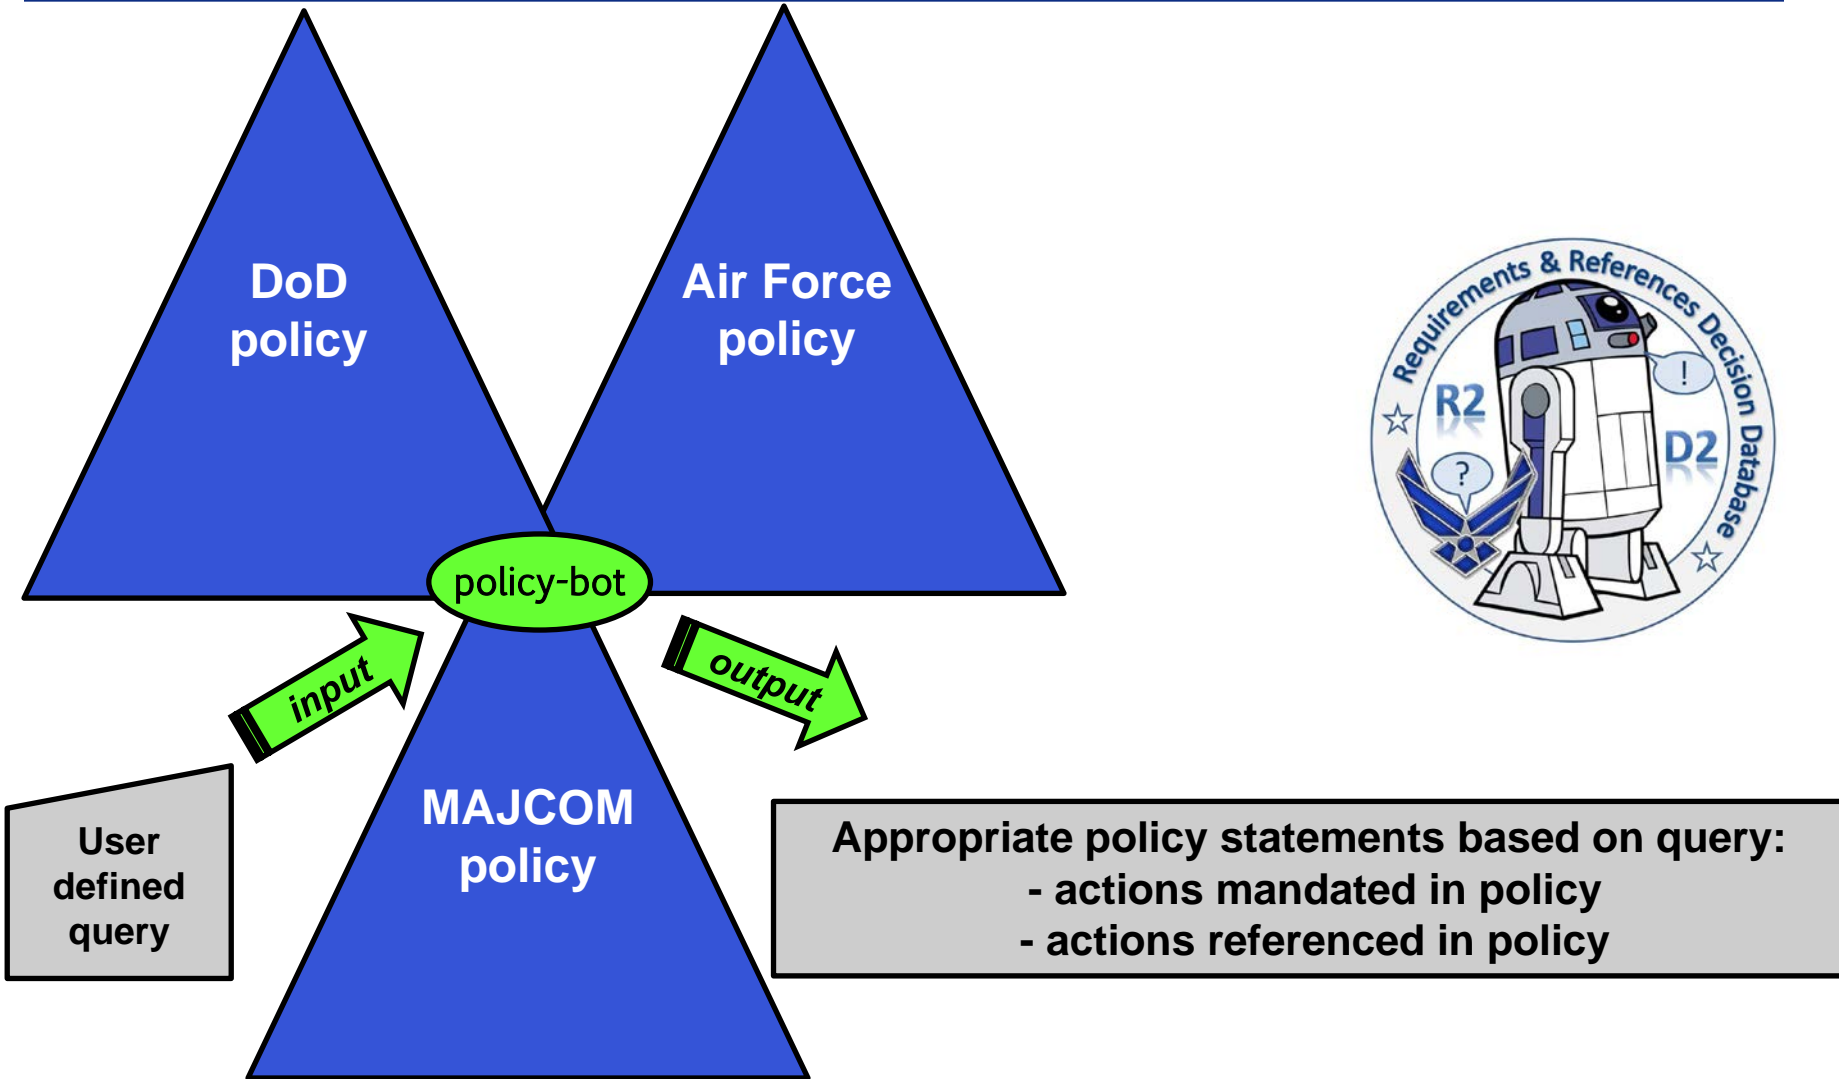 DoD
policy
Air Force
policy
Requirements & References Decision Database
R2
!
D2
?
policy-bot
input
output
MAJCOM
policy
User
defined
query
Appropriate policy statements based on query:
- actions mandated in policy
- actions referenced in policy